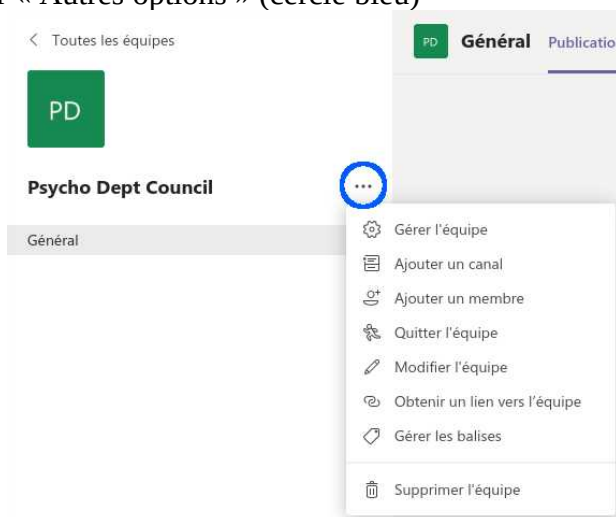 « Autres options » (cercle bleu)
Toutes les équipes
PD Général Publicatio
PD
Psycho Dept Council
Général
Gérer l'équipe
Ajouter un canal
Ajouter un membre
Quitter l'équipe
Modifier l'équipe
Obtenir un lien vers l'équipe
Gérer les balises
Supprimer l'équipe